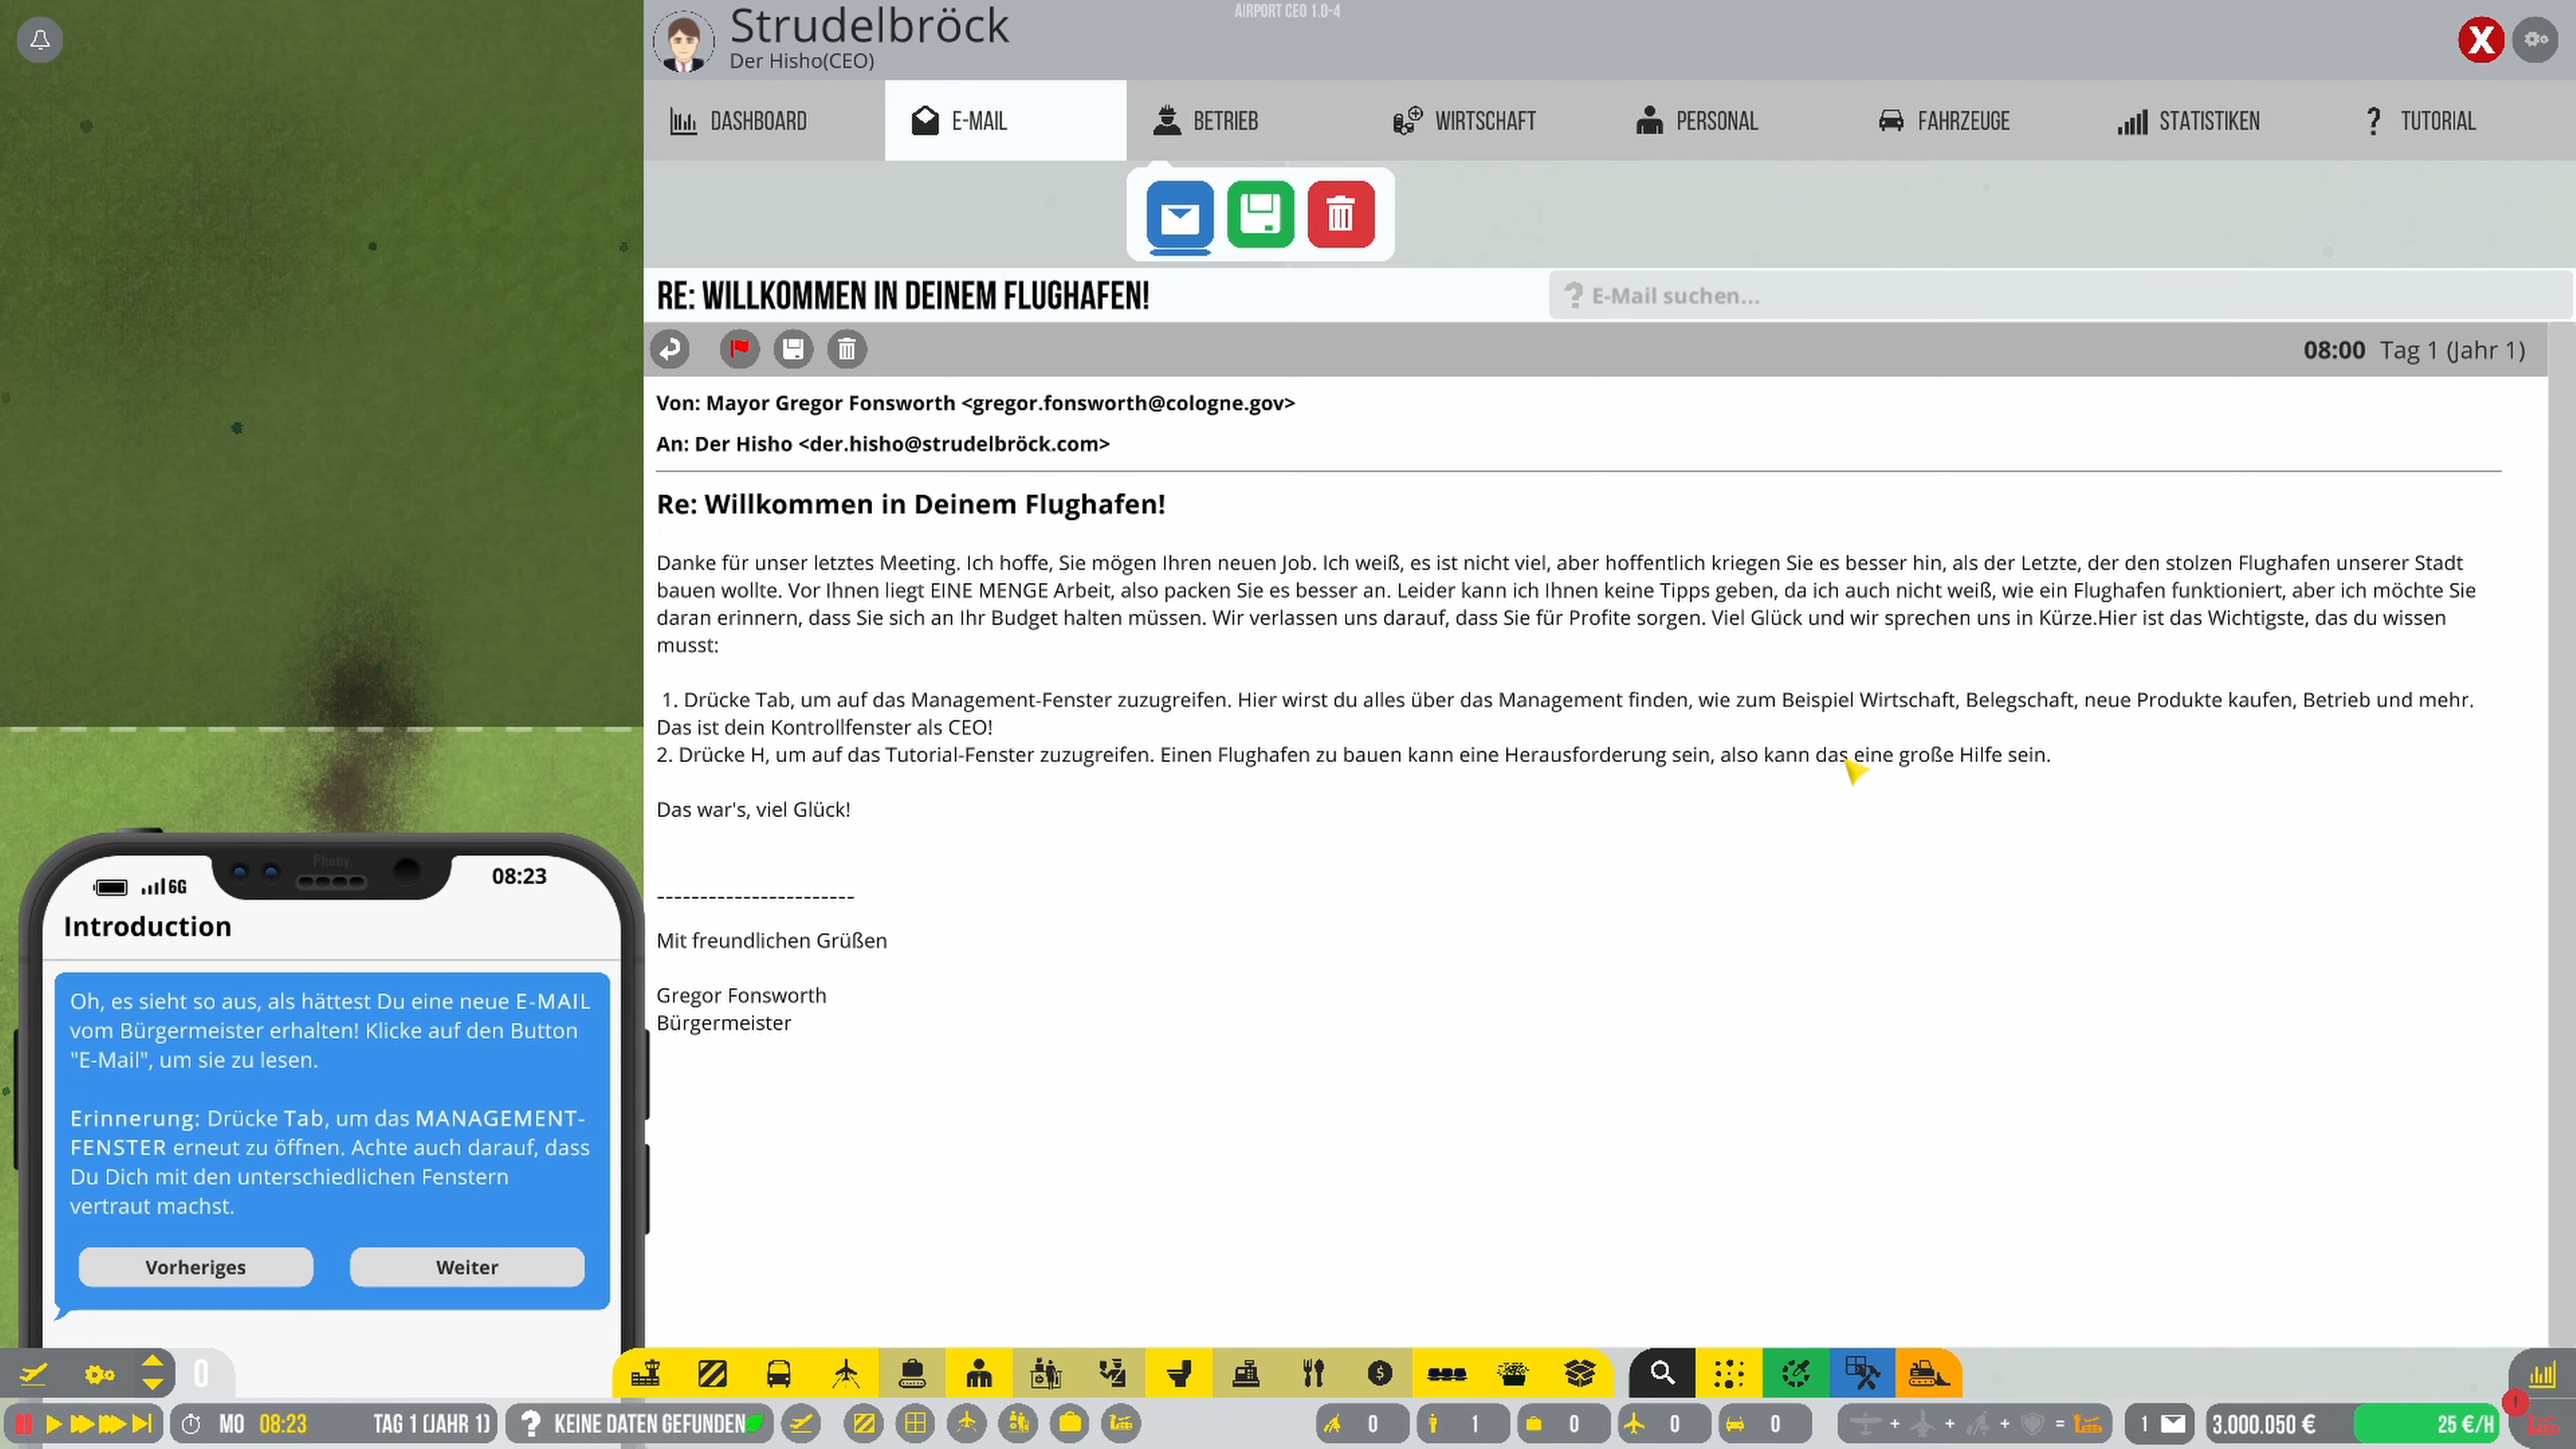 AIRPORT CEO 1.0-4
Strudelbröck
Der Hisho(CEO)
X
DASHBOARD
E-MAIL
BETRIEB
WIRTSCHAFT
PERSONAL
FAHRZEUGE
STATISTIKEN
? TUTORIAL
RE: WILLKOMMEN IN DEINEM FLUGHAFEN!
? E-Mail suchen...
08:00 Tag 1 (Jahr 1)
Von: Mayor Gregor Fonsworth <gregor.fonsworth@cologne.gov>
An: Der Hisho <der.hisho@strudelbröck.com>
Re: Willkommen in Deinem Flughafen!
Danke für unser letztes Meeting. Ich hoffe, Sie mögen Ihren neuen Job. Ich weiß, es ist nicht viel, aber hoffentlich kriegen Sie es besser hin, als der Letzte, der den stolzen Flughafen unserer Stadt
bauen wollte. Vor Ihnen liegt EINE MENGE Arbeit, also packen Sie es besser an. Leider kann ich Ihnen keine Tipps geben, da ich auch nicht weiß, wie ein Flughafen funktioniert, aber ich möchte Sie
daran erinnern, dass Sie sich an Ihr Budget halten müssen. Wir verlassen uns darauf, dass Sie für Profite sorgen. Viel Glück und wir sprechen uns in Kürze.Hier ist das Wichtigste, das du wissen
musst:
1. Drücke Tab, um auf das Management-Fenster zuzugreifen. Hier wirst du alles über das Management finden, wie zum Beispiel Wirtschaft, Belegschaft, neue Produkte kaufen, Betrieb und mehr.
Das ist dein Kontrollfenster als CEO!
2. Drücke H, um auf das Tutorial-Fenster zuzugreifen. Einen Flughafen zu bauen kann eine Herausforderung sein, also kann das eine große Hilfe sein.
Das war's, viel Glück!
-----------------------
Mit freundlichen Grüßen
Gregor Fonsworth
Bürgermeister
Phony
6G
08:23
Introduction
Oh, es sieht so aus, als hättest Du eine neue E-MAIL
vom Bürgermeister erhalten! Klicke auf den Button
"E-Mail", um sie zu lesen.
Erinnerung: Drücke Tab, um das MANAGEMENT-
FENSTER erneut zu öffnen. Achte auch darauf, dass
Du Dich mit den unterschiedlichen Fenstern
vertraut machst.
Vorheriges
Weiter
0
MO 08:23 TAG 1 (JAHR 1)
? KEINE DATEN GEFUNDEN
0
1
0
0
0
+ + + =
1
3.000.050 €
25 €/H
!